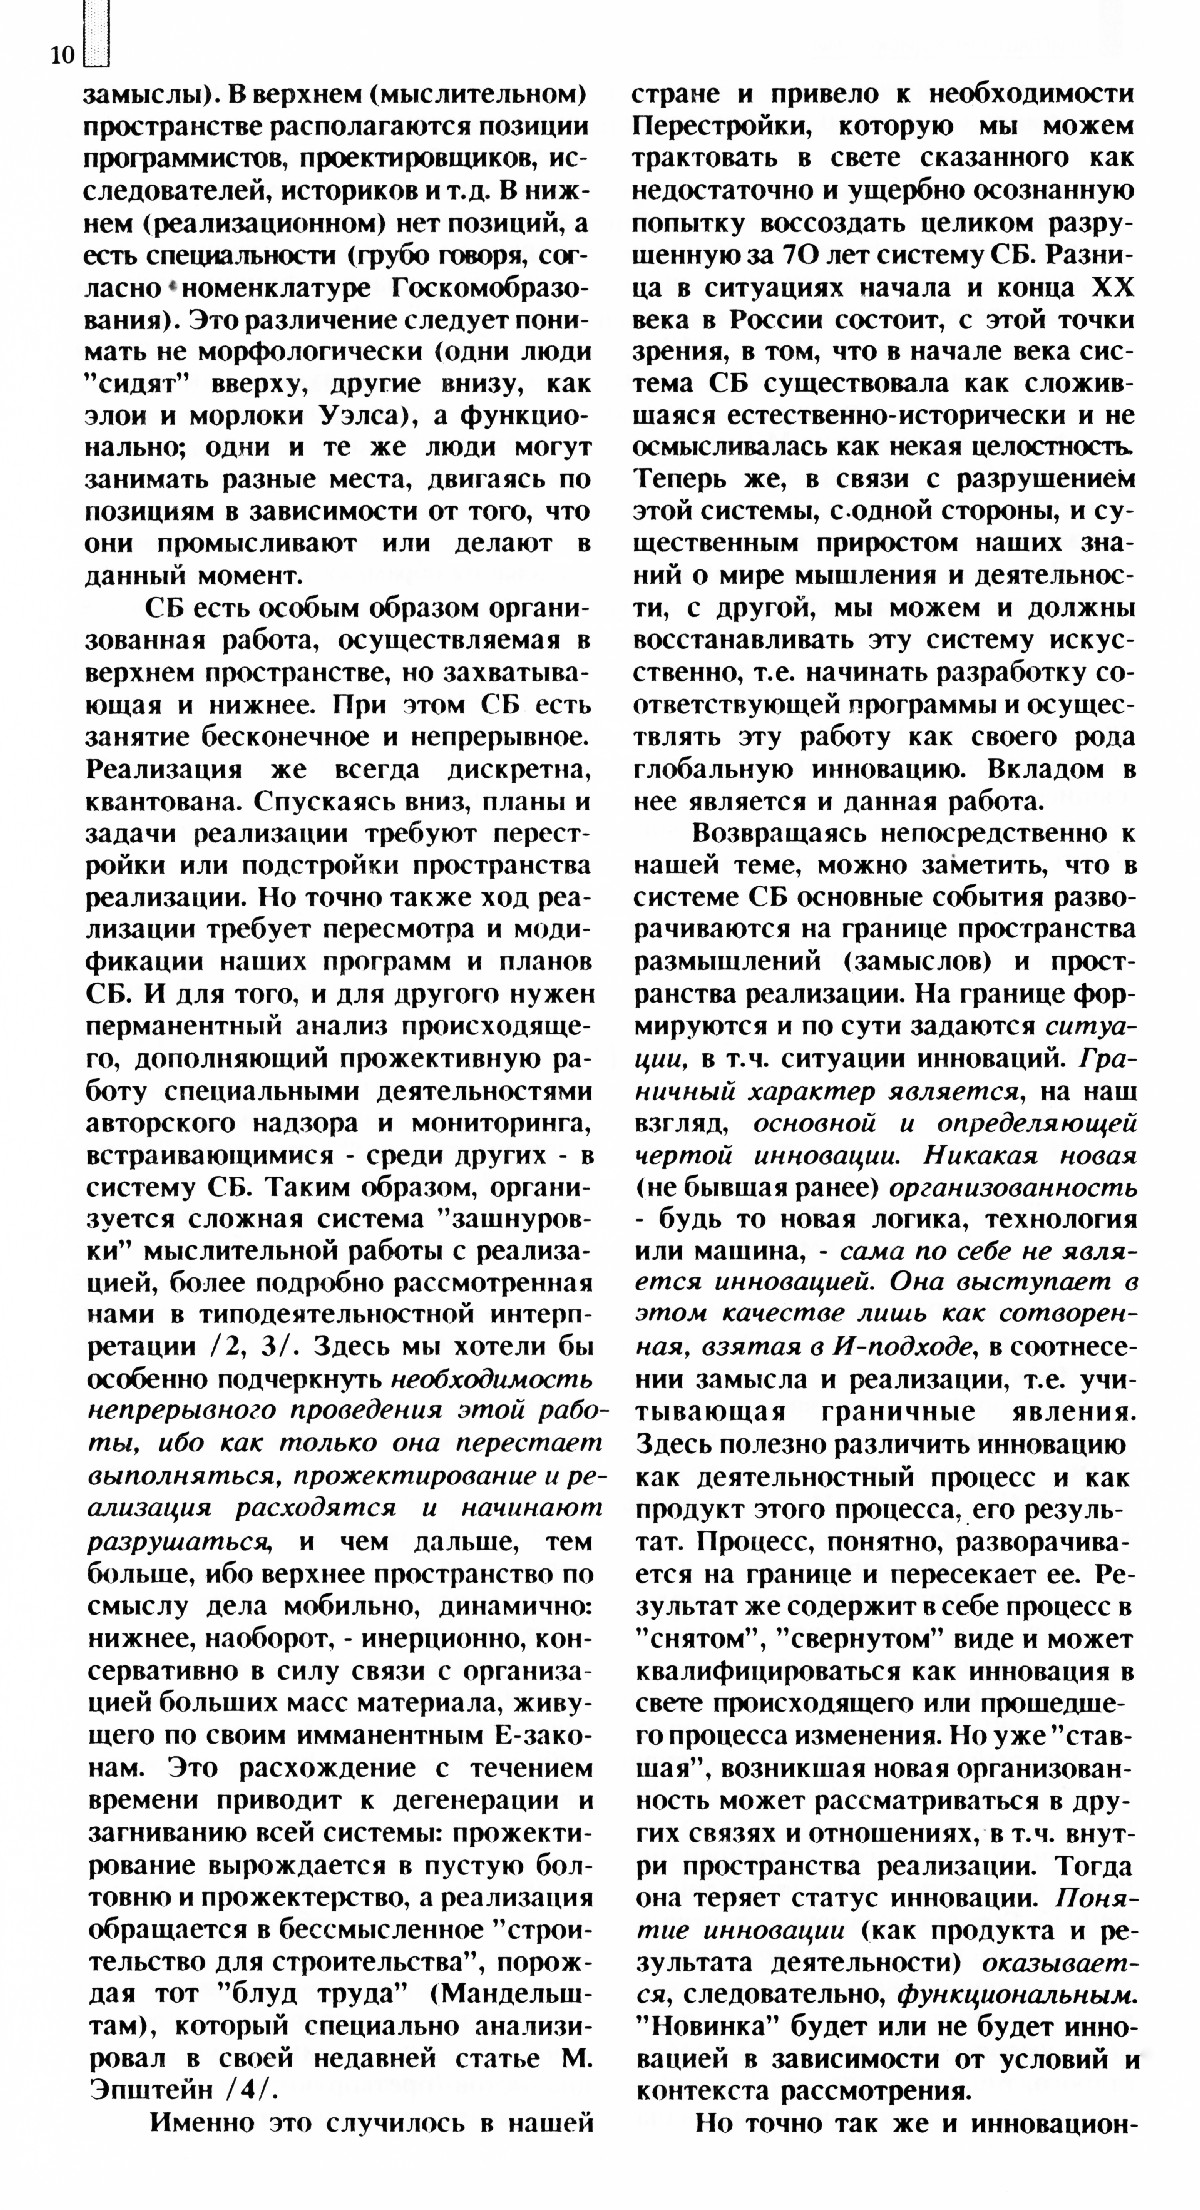 10
замыслы). В верхнем (мыслительном)
пространстве располагаются позиции
программистов, проектировщиков, ис-
следователей, историков и т.д. В ниж-
нем (реализационном) нет позиций, а
есть специальности (грубо говоря, сог-
ласно номенклатуре Госкомобразо-
вания). Это различение следует пони-
мать не морфологически (одни люди
"сидят" вверху, другие внизу, как
элои и морлоки Уэлса), а функцио-
нально; одни и те же люди могут
занимать разные места, двигаясь по
позициям в зависимости от того, что
они промысливают или делают в
данный момент.
СБ есть особым образом органи-
зованная работа, осуществляемая в
верхнем пространстве, но захватыва-
ющая и нижнее. При этом СБ есть
занятие бесконечное и непрерывное.
Реализация же всегда дискретна,
квантована. Спускаясь вниз, планы и
задачи реализации требуют перест-
ройки или подстройки пространства
реализации. Но точно также ход реа-
лизации требует пересмотра и моди-
фикации наших программ и планов
СБ. И для того, и для другого нужен
перманентный анализ происходяще-
го, дополняющий прожективную ра-
боту специальными деятельностями
авторского надзора и мониторинга,
встраивающимися - среди других - в
систему СБ. Таким образом, органи-
зуется сложная система "зашнуров-
ки" мыслительной работы с реализа-
цией, более подробно рассмотренная
нами в типодеятельностной интерп-
ретации /2, 3/. Здесь мы хотели бы
особенно подчеркнуть необходимость
непрерывного проведения этой рабо-
ты, ибо как только она перестает
выполняться, прожектирование и ре-
ализация расходятся и начинают
разрушаться, и чем дальше, тем
больше, ибо верхнее пространство по
смыслу дела мобильно, динамично:
нижнее, наоборот, - инерционно, кон-
сервативно в силу связи с организа-
цией больших масс материала, живу-
щего по своим имманентным Е-зако-
нам. Это расхождение с течением
времени приводит к дегенерации и
загниванию всей системы: прожекти-
рование вырождается в пустую бол-
товню и прожектерство, а реализация
обращается в бессмысленное "строи-
тельство для строительства", порож-
дая тот "блуд труда" (Мандельш-
там), который специально анализи-
ровал в своей недавней статье М.
Эпштейн /4/.
Именно это случилось в нашей
стране и привело к необходимости
Перестройки, которую мы можем
трактовать в свете сказанного как
недостаточно и ущербно осознанную
попытку воссоздать целиком разру-
шенную за 7О лет систему СБ. Разни-
ца в ситуациях начала и конца XX
века в России состоит, с этой точки
зрения, в том, что в начале века сис-
тема СБ существовала как сложив-
шаяся естественно-исторически и не
осмысливалась как некая целостность.
Теперь же, в связи с разрушением
этой системы, с одной стороны, и су-
щественным приростом наших зна-
ний о мире мышления и деятельнос-
ти, с другой, мы можем и должны
восстанавливать эту систему искус-
ственно, т.е. начинать разработку со-
ответствующей программы и осущес-
твлять эту работу как своего рода
глобальную инновацию. Вкладом в
нее является и данная работа.
Возвращаясь непосредственно к
нашей теме, можно заметить, что в
системе СБ основные события разво-
рачиваются на границе пространства
размышлений (замыслов) и прост-
ранства реализации. На границе фор-
мируются и по сути задаются ситуа-
ции, в т.ч. ситуации инноваций. Гра-
ничный характер является, на наш
взгляд, основной и определяющей
чертой инновации. Никакая новая
(не бывшая ранее) организованность
- будь то новая логика, технология
или машина, - сама по себе не явля-
ется инновацией. Она выступает в
этом качестве лишь как сотворен-
ная, взятая в И-подходе, в соотнесе-
нии замысла и реализации, т.е. учи-
тывающая граничные явления.
Здесь полезно различить инновацию
как деятельностный процесс и как
продукт этого процесса, его резуль-
тат. Процесс, понятно, разворачива-
ется на границе и пересекает ее. Ре-
зультат же содержит в себе процесс в
"снятом", "свернутом" виде и может
квалифицироваться как инновация в
свете происходящего или прошедше-
го процесса изменения. Но уже "став-
шая", возникшая новая организован-
ность может рассматриваться в дру-
гих связях и отношениях, в т.ч. внут-
ри пространства реализации. Тогда
она теряет статус инновации. Поня-
тие инновации (как продукта и ре-
зультата деятельности) оказывает-
ся, следовательно, функциональным.
"Новинка" будет или не будет инно-
вацией в зависимости от условий и
контекста рассмотрения.
Но точно так же и инновацион-